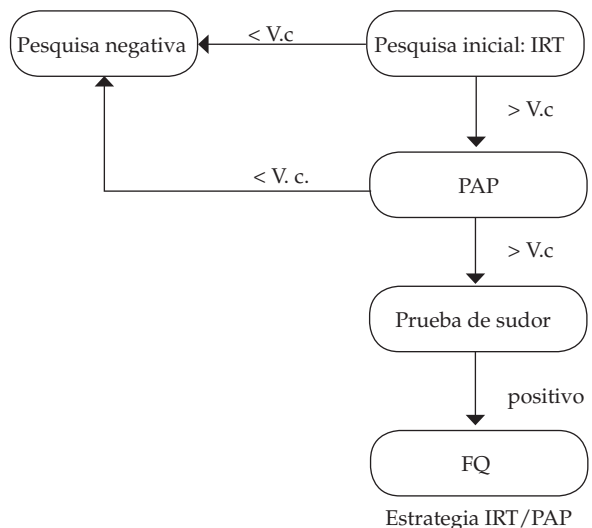 Pesquisa negativa
< V.c
Pesquisa inicial: IRT
> V.c
< V. c.
PAP
> V.c
Prueba de sudor
positivo
FQ
Estrategia IRT/PAP